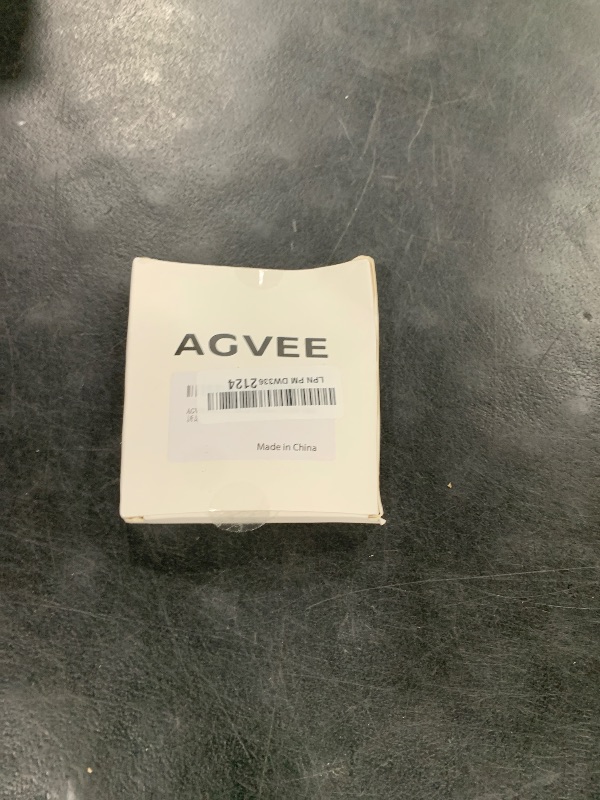 AGVEE
LPN PM DW3362124
Made in China